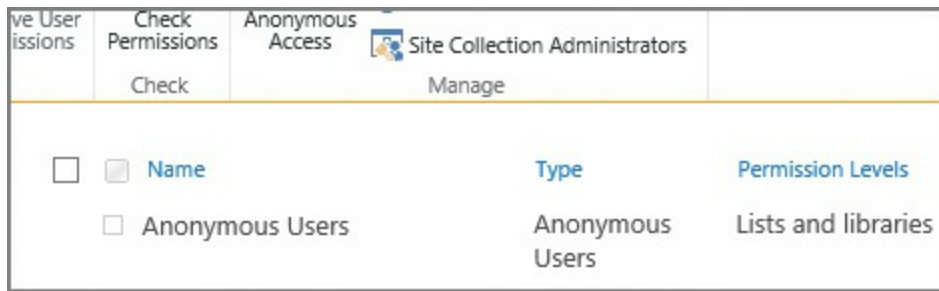 ve User Check Anonymous
issions Permissions Access Site Collection Administrators
Check Manage
Name Type Permission Levels
Anonymous Users Anonymous Lists and libraries
Users